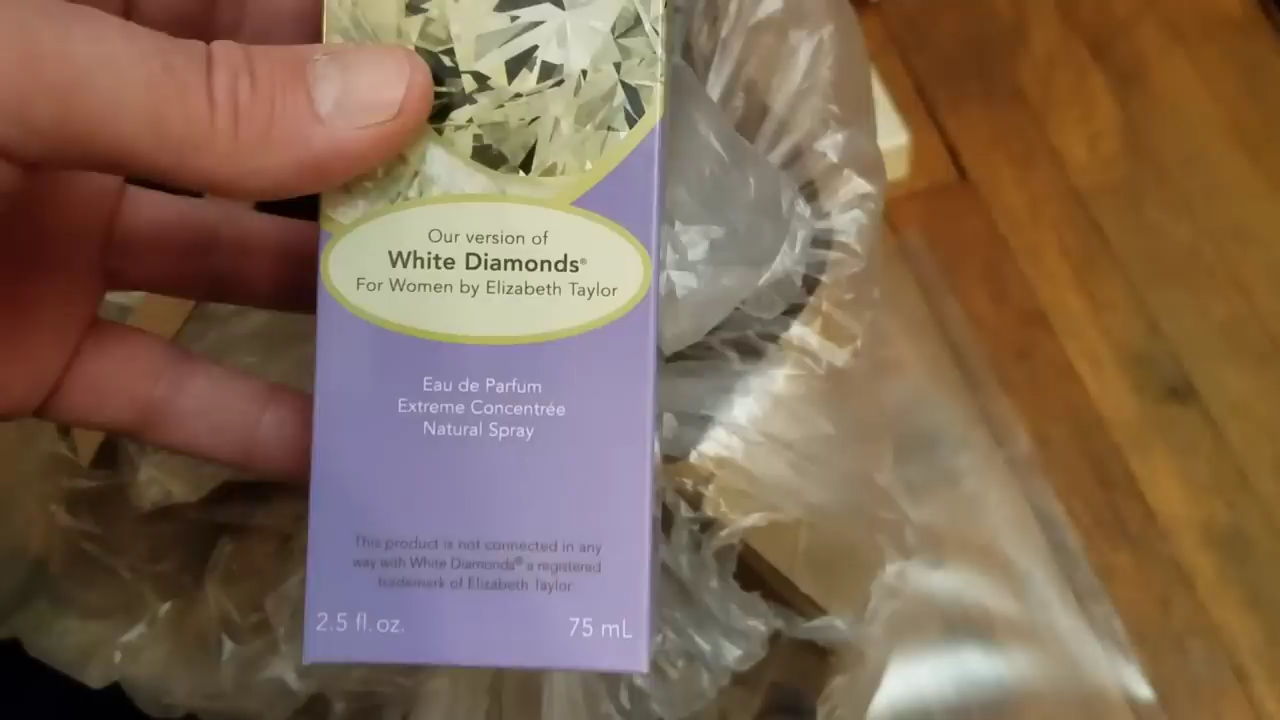 Our version of
White Diamonds®
For Women by Elizabeth Taylor
Eau de Parfum
Extreme Concentrée
Natural Spray
This product is not connected in any
way with White Diamonds® a registered
trademark of Elizabeth Taylor
2.5 fl. oz. 75 mL